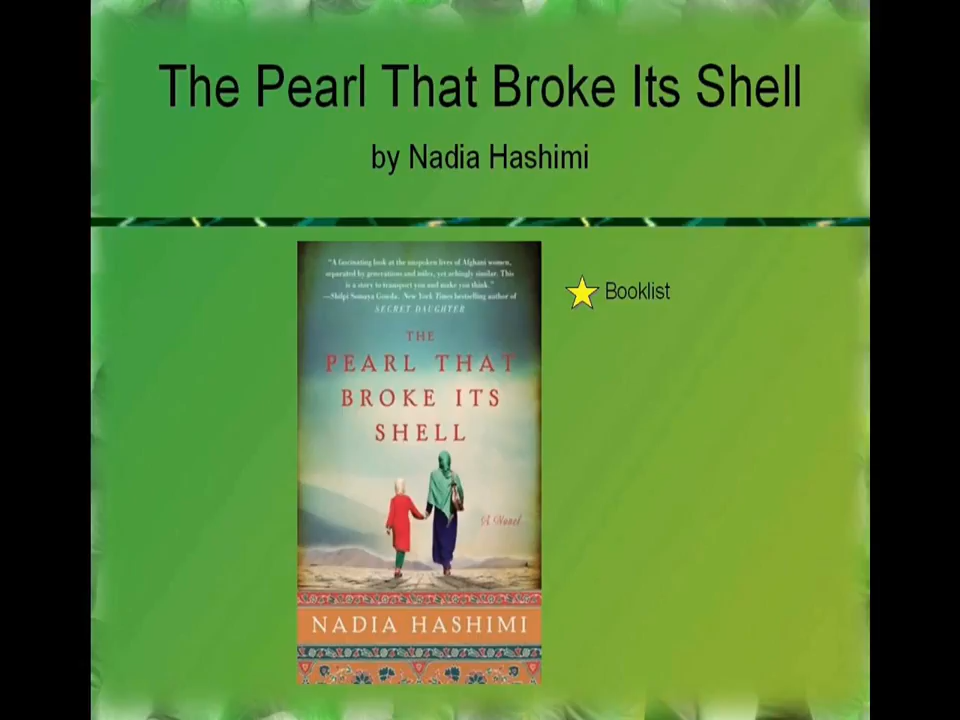 The Pearl That Broke Its Shell
by Nadia Hashimi
"A fascinating look at the unspoken lives of Afghani women,
separated by generations and miles, yet achingly similar. This
is a story to transport you and make you think."
—Shilpi Somaya Gowda, New York Times bestselling author of
SECRET DAUGHTER
THE
PEARL THAT
BROKE ITS
SHELL
A Novel
NADIA HASHIMI
Booklist